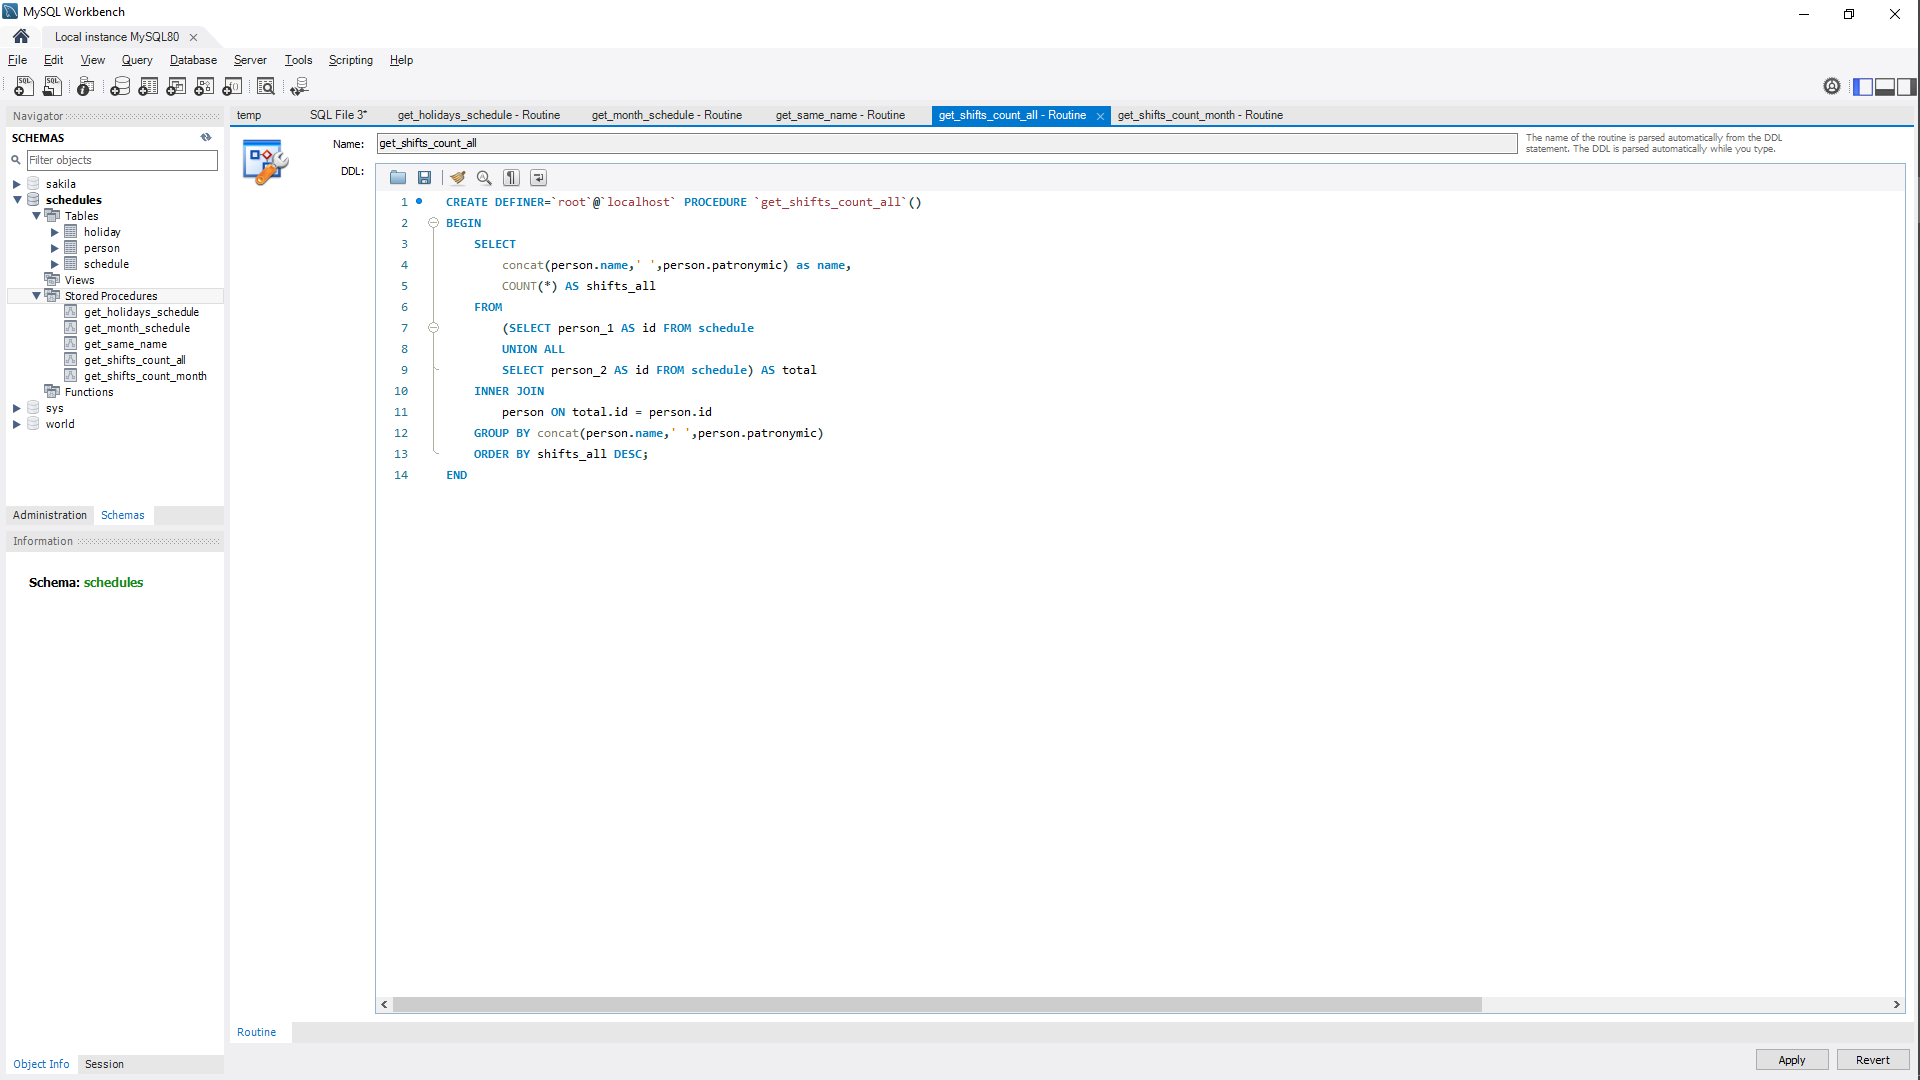 MySQL Workbench
Local instance MySQL80
File Edit View Query Database Server Tools Scripting Help
Navigator
SCHEMAS
Filter objects
sakila
schedules
Tables
holiday
person
schedule
Views
Stored Procedures
get_holidays_schedule
get_month_schedule
get_same_name
get_shifts_count_all
get_shifts_count_month
Functions
sys
world
Administration Schemas
Information
Schema: schedules
Object Info Session
temp SQL File 3* get_holidays_schedule - Routine get_month_schedule - Routine get_same_name - Routine get_shifts_count_all - Routine get_shifts_count_month - Routine
Name: get_shifts_count_all
The name of the routine is parsed automatically from the DDL
statement. The DDL is parsed automatically while you type.
DDL:
1 CREATE DEFINER=`root`@`localhost` PROCEDURE `get_shifts_count_all`()
2 BEGIN
3 SELECT
4 concat(person.name,' ',person.patronymic) as name,
5 COUNT(*) AS shifts_all
6 FROM
7 (SELECT person_1 AS id FROM schedule
8 UNION ALL
9 SELECT person_2 AS id FROM schedule) AS total
10 INNER JOIN
11 person ON total.id = person.id
12 GROUP BY concat(person.name,' ',person.patronymic)
13 ORDER BY shifts_all DESC;
14 END
Routine
Apply Revert